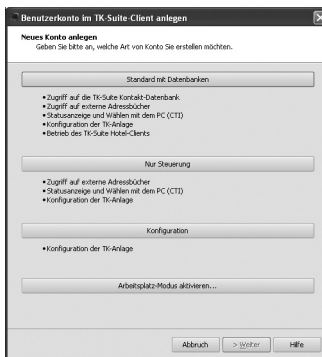 Benutzerkonto im TK-Suite-Client anlegen
Neues Konto anlegen
Geben Sie bitte an, welche Art von Konto Sie erstellen möchten.
Standard mit Datenbanken
• Zugriff auf die TK-Suite Kontakt-Datenbank
• Zugriff auf externe Adressbücher
• Statusanzeige und Wählen mit dem PC (CTI)
• Konfiguration der TK-Anlage
• Betrieb des TK-Suite Hotel-Clients
Nur Steuerung
• Zugriff auf externe Adressbücher
• Statusanzeige und Wählen mit dem PC (CTI)
• Konfiguration der TK-Anlage
Konfiguration
• Konfiguration der TK-Anlage
Arbeitsplatz-Modus aktivieren...
Abbruch > Weiter Hilfe